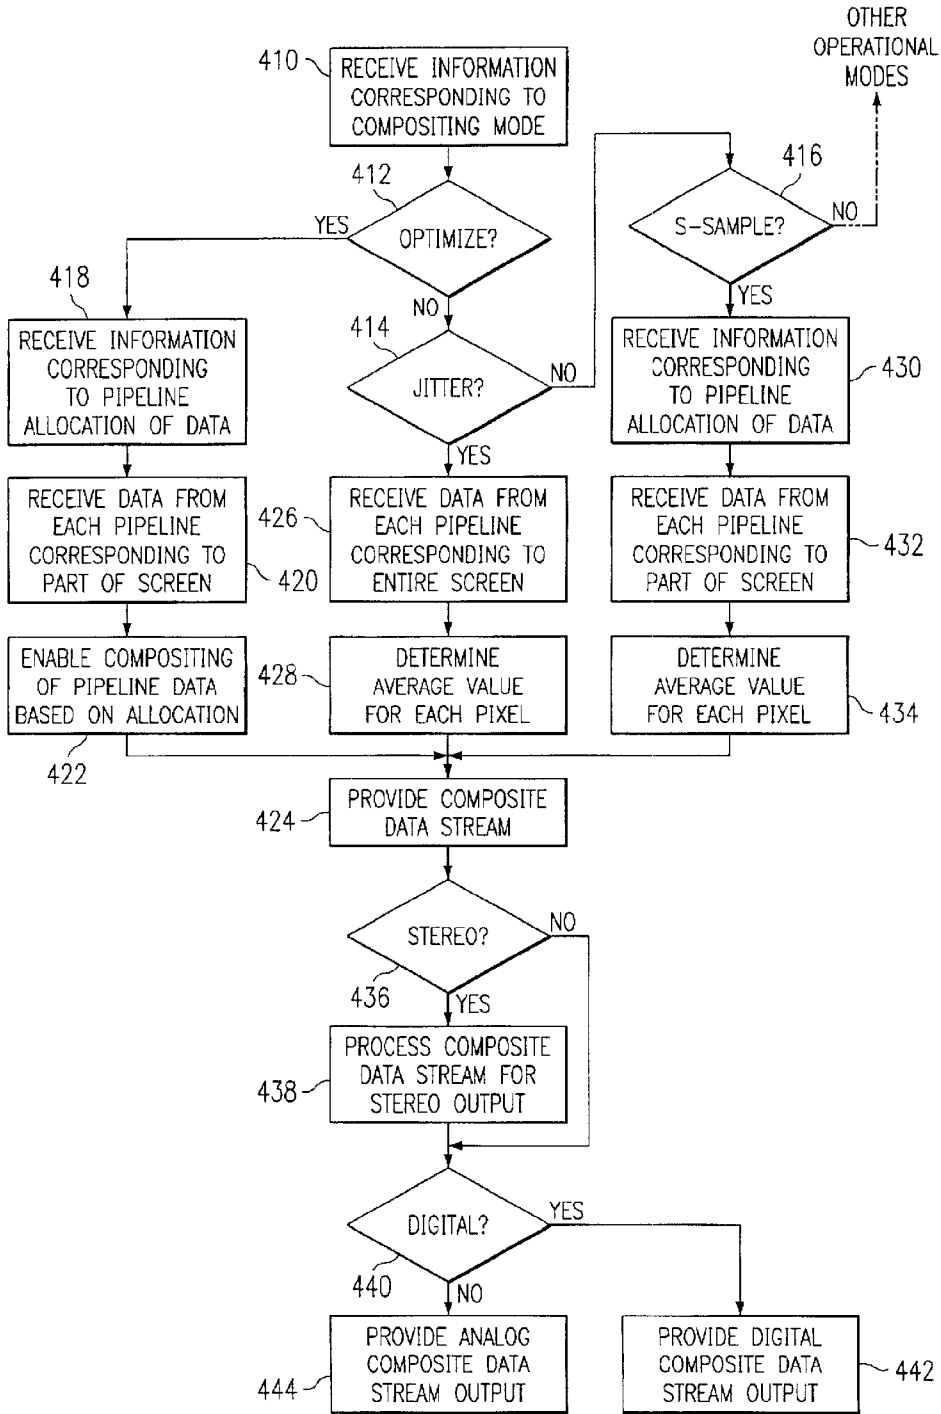 OTHER
OPERATIONAL
MODES
410
RECEIVE INFORMATION
CORRESPONDING TO
COMPOSITING MODE
412
OPTIMIZE?
YES
NO
416
S-SAMPLE?
NO
YES
414
JITTER?
NO
YES
418
RECEIVE INFORMATION
CORRESPONDING
TO PIPELINE
ALLOCATION OF DATA
RECEIVE INFORMATION
CORRESPONDING
TO PIPELINE
ALLOCATION OF DATA
430
RECEIVE DATA FROM
EACH PIPELINE
CORRESPONDING TO
PART OF SCREEN
420
426
RECEIVE DATA FROM
EACH PIPELINE
CORRESPONDING TO
ENTIRE SCREEN
RECEIVE DATA FROM
EACH PIPELINE
CORRESPONDING TO
PART OF SCREEN
432
ENABLE COMPOSITING
OF PIPELINE DATA
BASED ON ALLOCATION
422
428
DETERMINE
AVERAGE VALUE
FOR EACH PIXEL
DETERMINE
AVERAGE VALUE
FOR EACH PIXEL
434
424
PROVIDE COMPOSITE
DATA STREAM
STEREO?
NO
436
YES
438
PROCESS COMPOSITE
DATA STREAM FOR
STEREO OUTPUT
DIGITAL?
YES
440
NO
444
PROVIDE ANALOG
COMPOSITE DATA
STREAM OUTPUT
PROVIDE DIGITAL
COMPOSITE DATA
STREAM OUTPUT
442